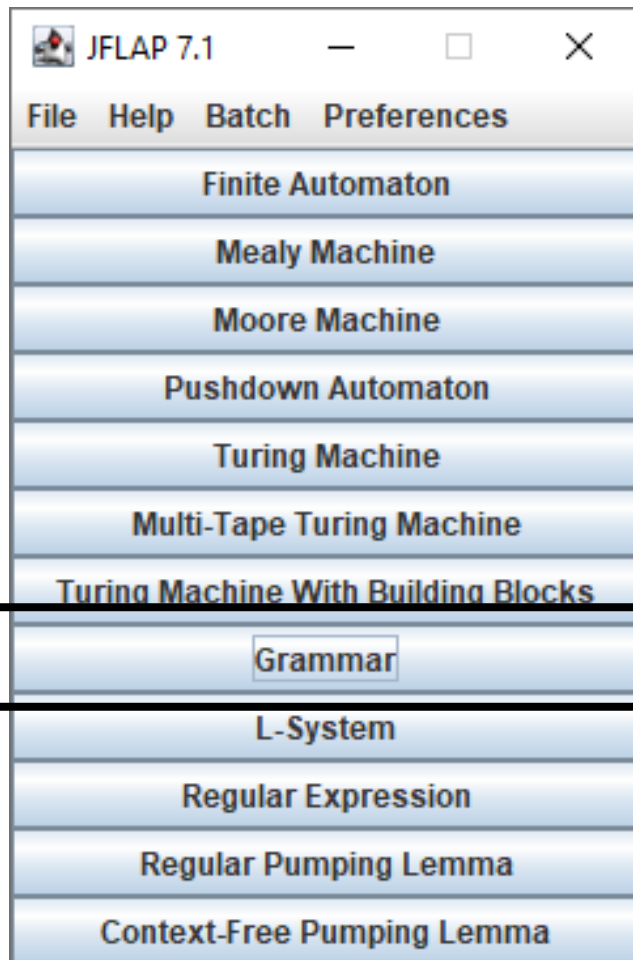 JFLAP 7.1
File Help Batch Preferences
Finite Automaton
Mealy Machine
Moore Machine
Pushdown Automaton
Turing Machine
Multi-Tape Turing Machine
Turing Machine With Building Blocks
Grammar
L-System
Regular Expression
Regular Pumping Lemma
Context-Free Pumping Lemma